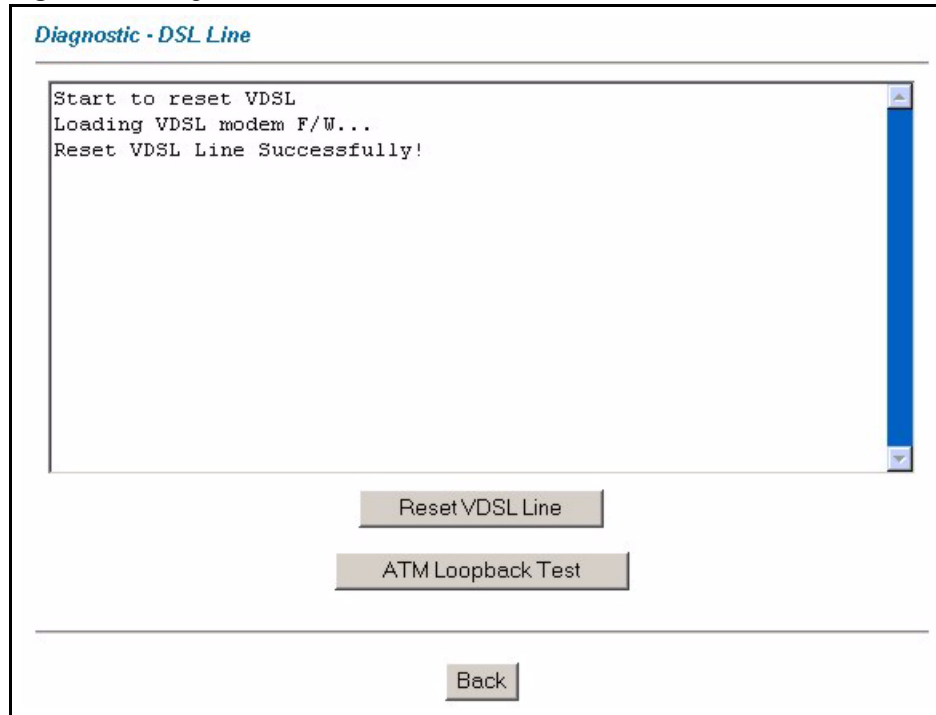 Diagnostic - DSL Line
Start to reset VDSL
Loading VDSL modem F/W...
Reset VDSL Line Successfully!
Reset VDSL Line
ATM Loopback Test
Back